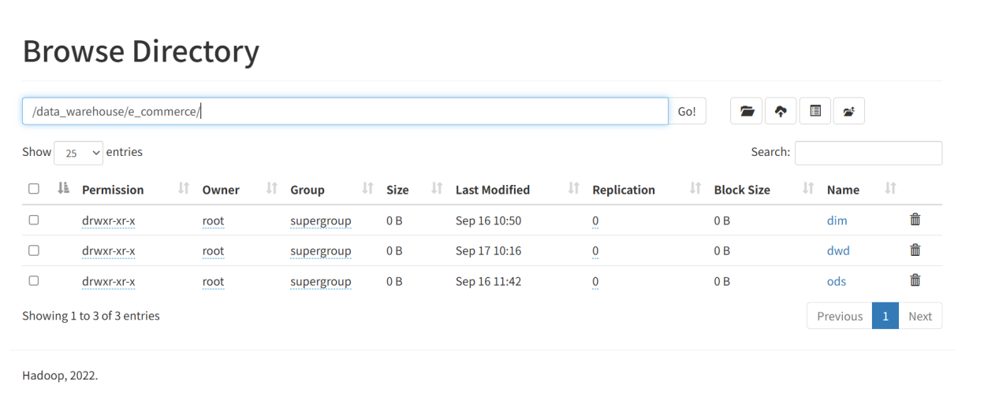 Browse Directory
/data_warehouse/e_commerce/ Go!
Show 25 entries Search:
Permission Owner Group Size Last Modified Replication Block Size Name
drwxr-xr-x root supergroup 0 B Sep 16 10:50 0 0 B dim
drwxr-xr-x root supergroup 0 B Sep 17 10:16 0 0 B dwd
drwxr-xr-x root supergroup 0 B Sep 16 11:42 0 0 B ods
Showing 1 to 3 of 3 entries Previous 1 Next
Hadoop, 2022.